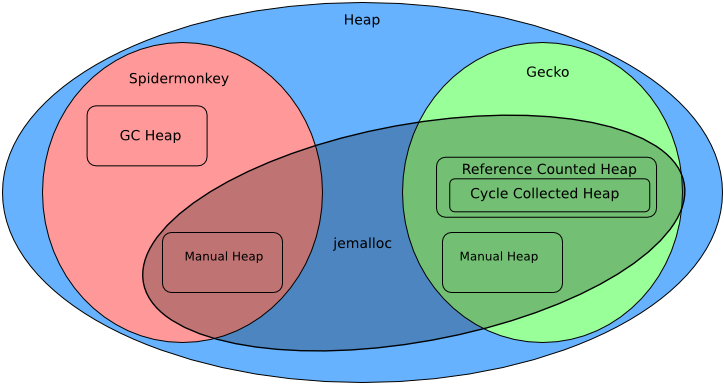 Heap
Spidermonkey
Gecko
GC Heap
Reference Counted Heap
Cycle Collected Heap
jemalloc
Manual Heap
Manual Heap